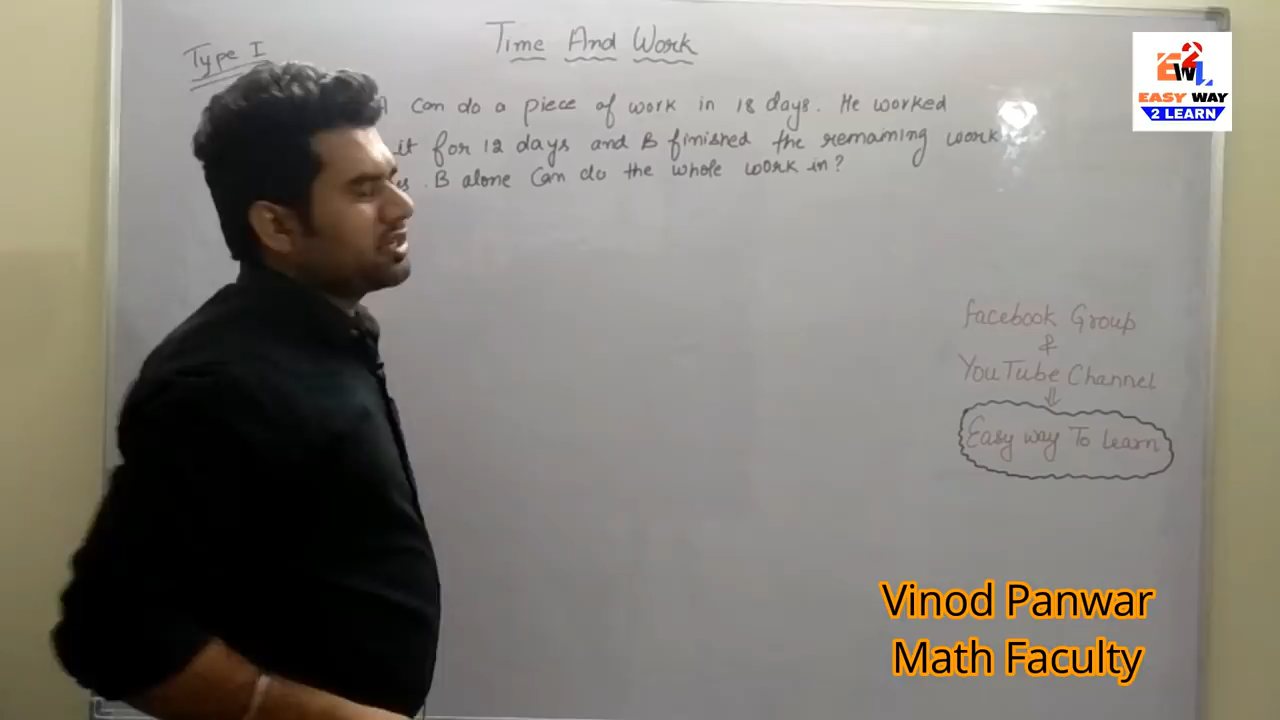 Type I
Time And Work
A can do a piece of work in 18 days. He worked
it for 12 days and B finished the remaining work
. B alone Can do the whole work in?
EW2L
EASY WAY
2 LEARN
Facebook Group
&
YouTube Channel
⇓
Easy way To Learn
Vinod Panwar
Math Faculty